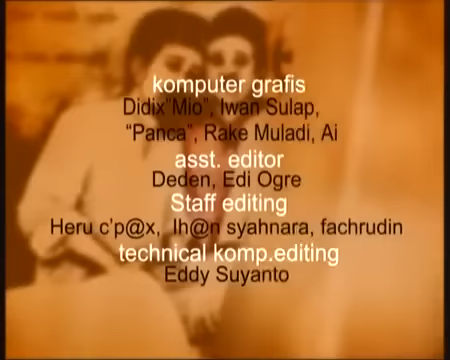 komputer grafis
Didix"Mio", Iwan Sulap,
"Panca", Rake Muladi, Ai
asst. editor
Deden, Edi Ogre
Staff editing
Heru c'p@x, Ih@n syahnara, fachrudin
technical komp.editing
Eddy Suyanto